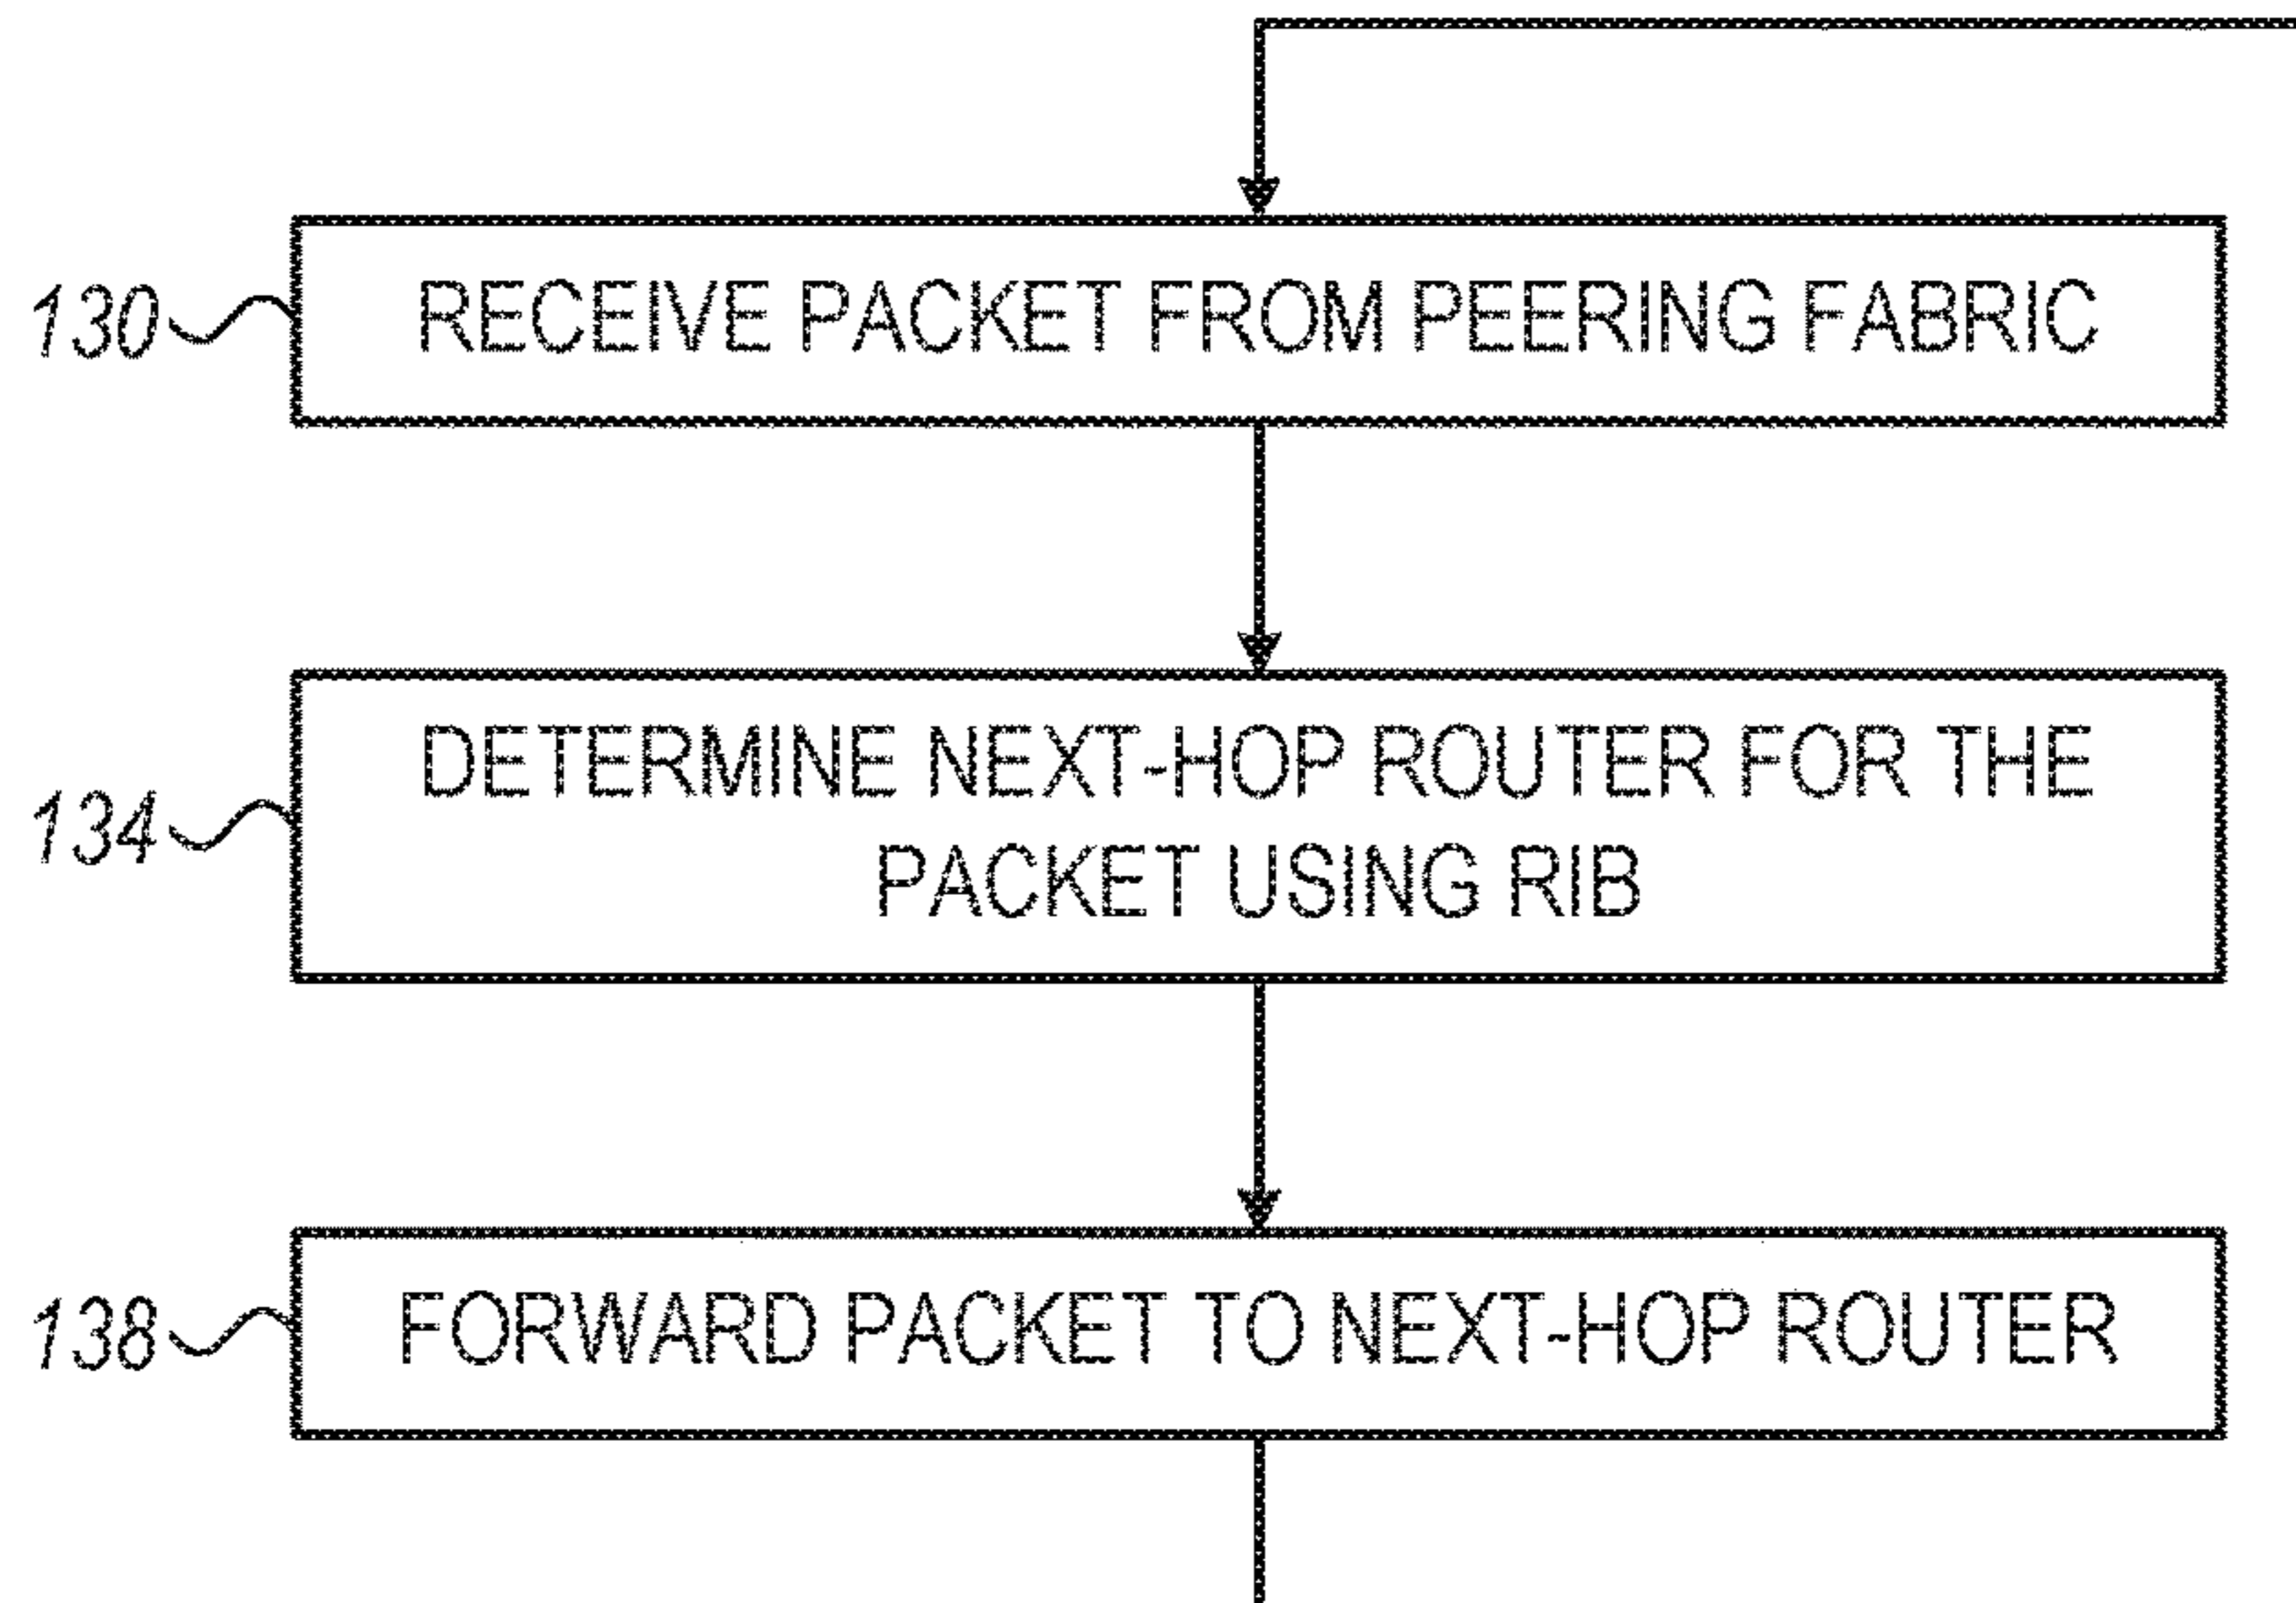 130 RECEIVE PACKET FROM PEERING FABRIC
134 DETERMINE NEXT-HOP ROUTER FOR THE
PACKET USING RIB
138 FORWARD PACKET TO NEXT-HOP ROUTER